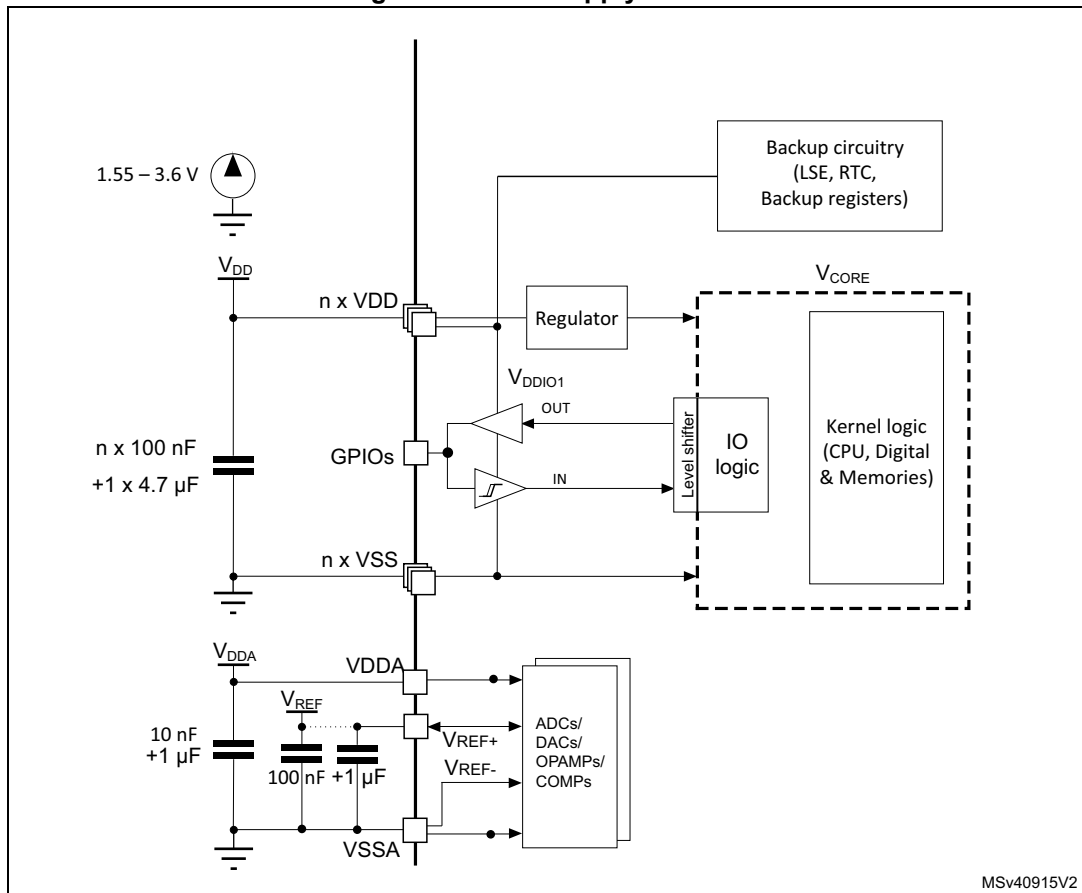 Backup circuitry
(LSE, RTC,
Backup registers)
1.55 – 3.6 V
VDD
VCORE
n x VDD
Regulator
VDDIO1
OUT
n x 100 nF
+1 x 4.7 µF
GPIOs
IN
Level shifter
IO
logic
Kernel logic
(CPU, Digital
& Memories)
n x VSS
VDDA
VDDA
VREF
10 nF
+1 µF
100 nF
+1 µF
VREF+
VREF-
ADCs/
DACs/
OPAMPs/
COMPs
VSSA
MSv40915V2